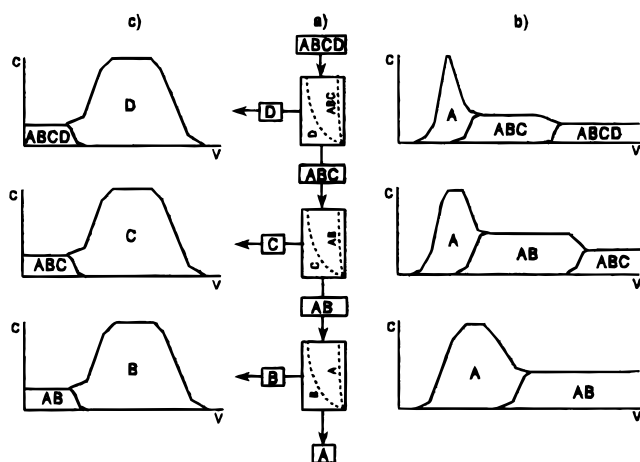 c) a) b)
ABCD
C D ABCD V
D
ABC
D
C A ABC ABCD V
ABC
C C ABC V
C
AB
C
C A AB ABC V
AB
C B AB V
B
A
B
C A AB V
A